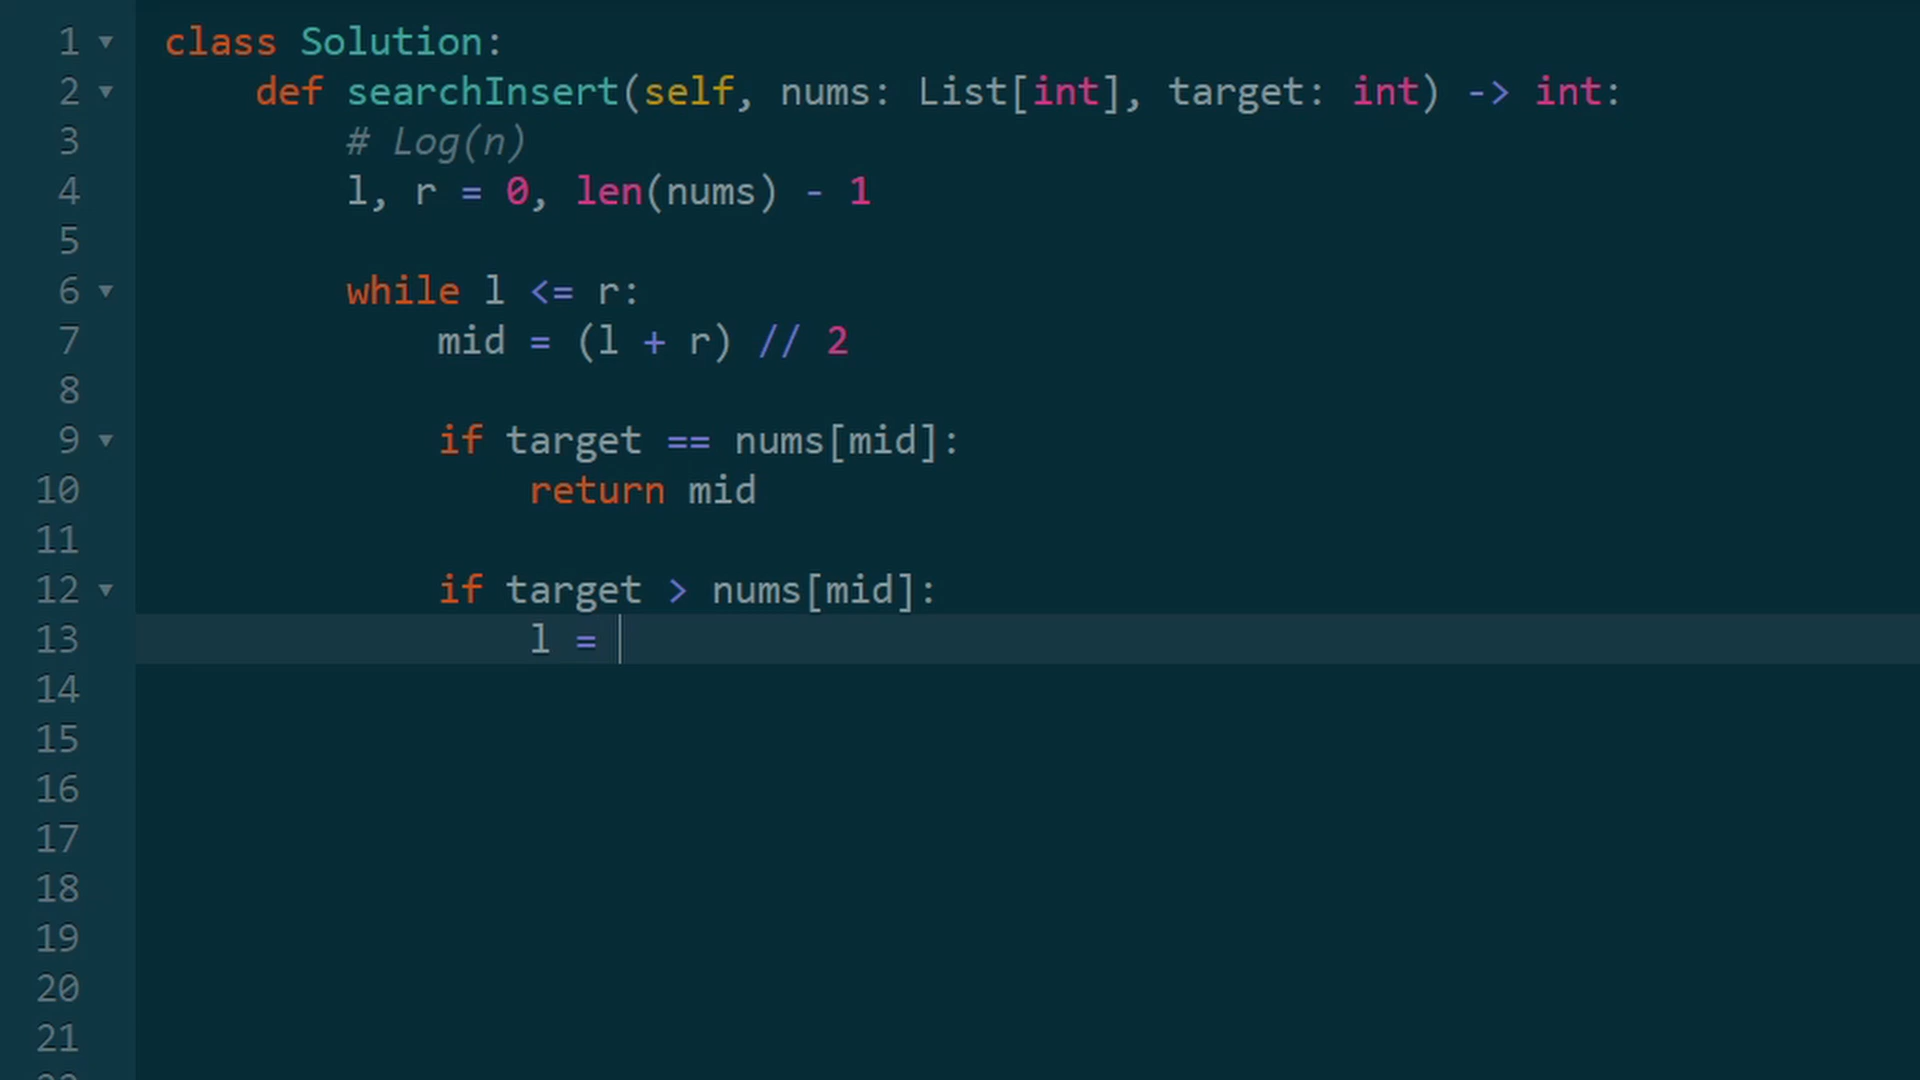 1 class Solution:
2 def searchInsert(self, nums: List[int], target: int) -> int:
3 # Log(n)
4 l, r = 0, len(nums) - 1
5
6 while l <= r:
7 mid = (l + r) // 2
8
9 if target == nums[mid]:
10 return mid
11
12 if target > nums[mid]:
13 l =
14
15
16
17
18
19
20
21